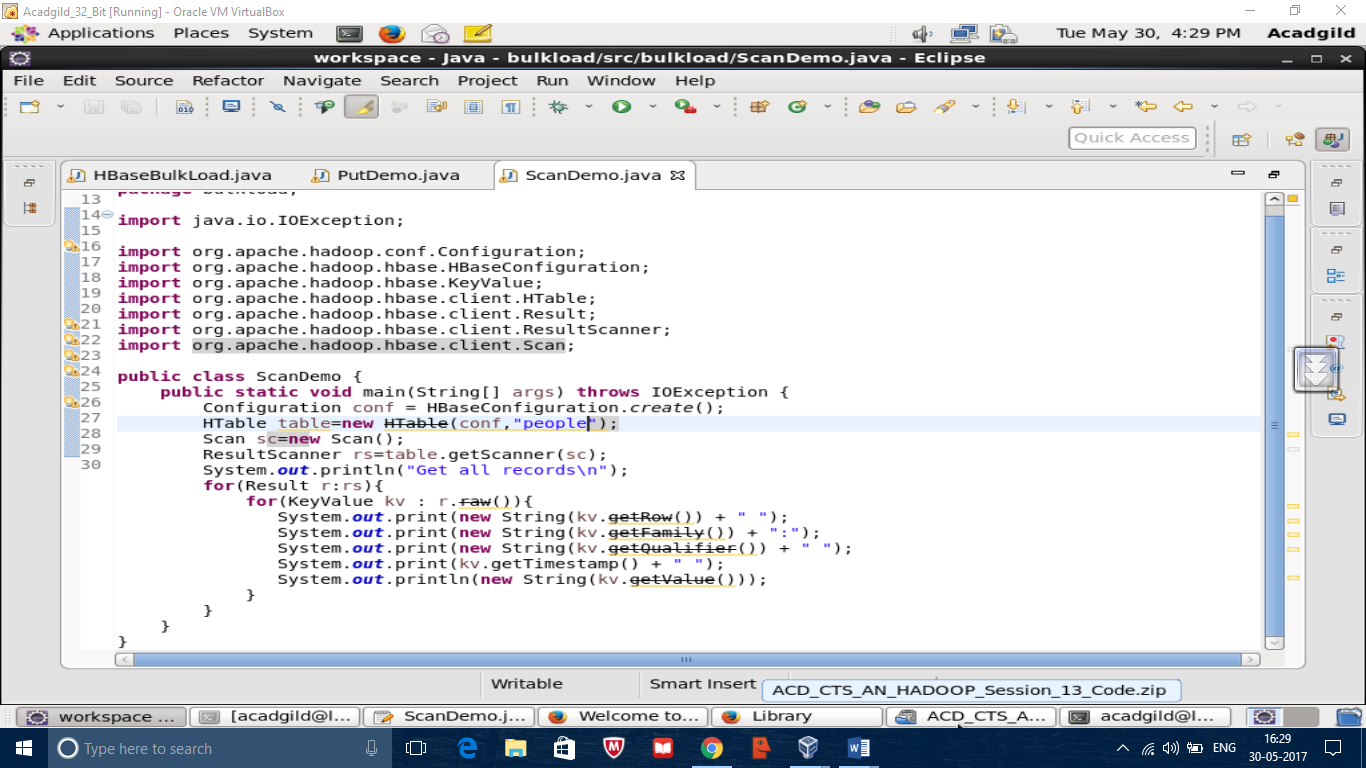 Acadgild_32_Bit [Running] - Oracle VM VirtualBox
Applications Places System Tue May 30, 4:29 PM Acadgild
workspace - Java - bulkload/src/bulkload/ScanDemo.java - Eclipse
File Edit Source Refactor Navigate Search Project Run Window Help
Quick Access
HBaseBulkLoad.java PutDemo.java ScanDemo.java
13
package bulkload;
14
import java.io.IOException;
15
16
import org.apache.hadoop.conf.Configuration;
17
import org.apache.hadoop.hbase.HBaseConfiguration;
18
import org.apache.hadoop.hbase.KeyValue;
19
import org.apache.hadoop.hbase.client.HTable;
20
import org.apache.hadoop.hbase.client.Result;
21
import org.apache.hadoop.hbase.client.ResultScanner;
22
import org.apache.hadoop.hbase.client.Scan;
23
24
public class ScanDemo {
25
public static void main(String[] args) throws IOException {
26
Configuration conf = HBaseConfiguration.create();
27
HTable table=new HTable(conf,"people");
28
Scan sc=new Scan();
29
ResultScanner rs=table.getScanner(sc);
30
System.out.println("Get all records\n");
for(Result r:rs){
for(KeyValue kv : r.raw()){
System.out.print(new String(kv.getRow()) + " ");
System.out.print(new String(kv.getFamily()) + ":");
System.out.print(new String(kv.getQualifier()) + " ");
System.out.print(kv.getTimestamp() + " ");
System.out.println(new String(kv.getValue()));
}
}
}
}
Writable Smart Insert
ACD_CTS_AN_HADOOP_Session_13_Code.zip
workspace ... [acadgild@l... ScanDemo.j... Welcome to... Library ACD_CTS_A... acadgild@l...
Type here to search
ENG
16:29
30-05-2017